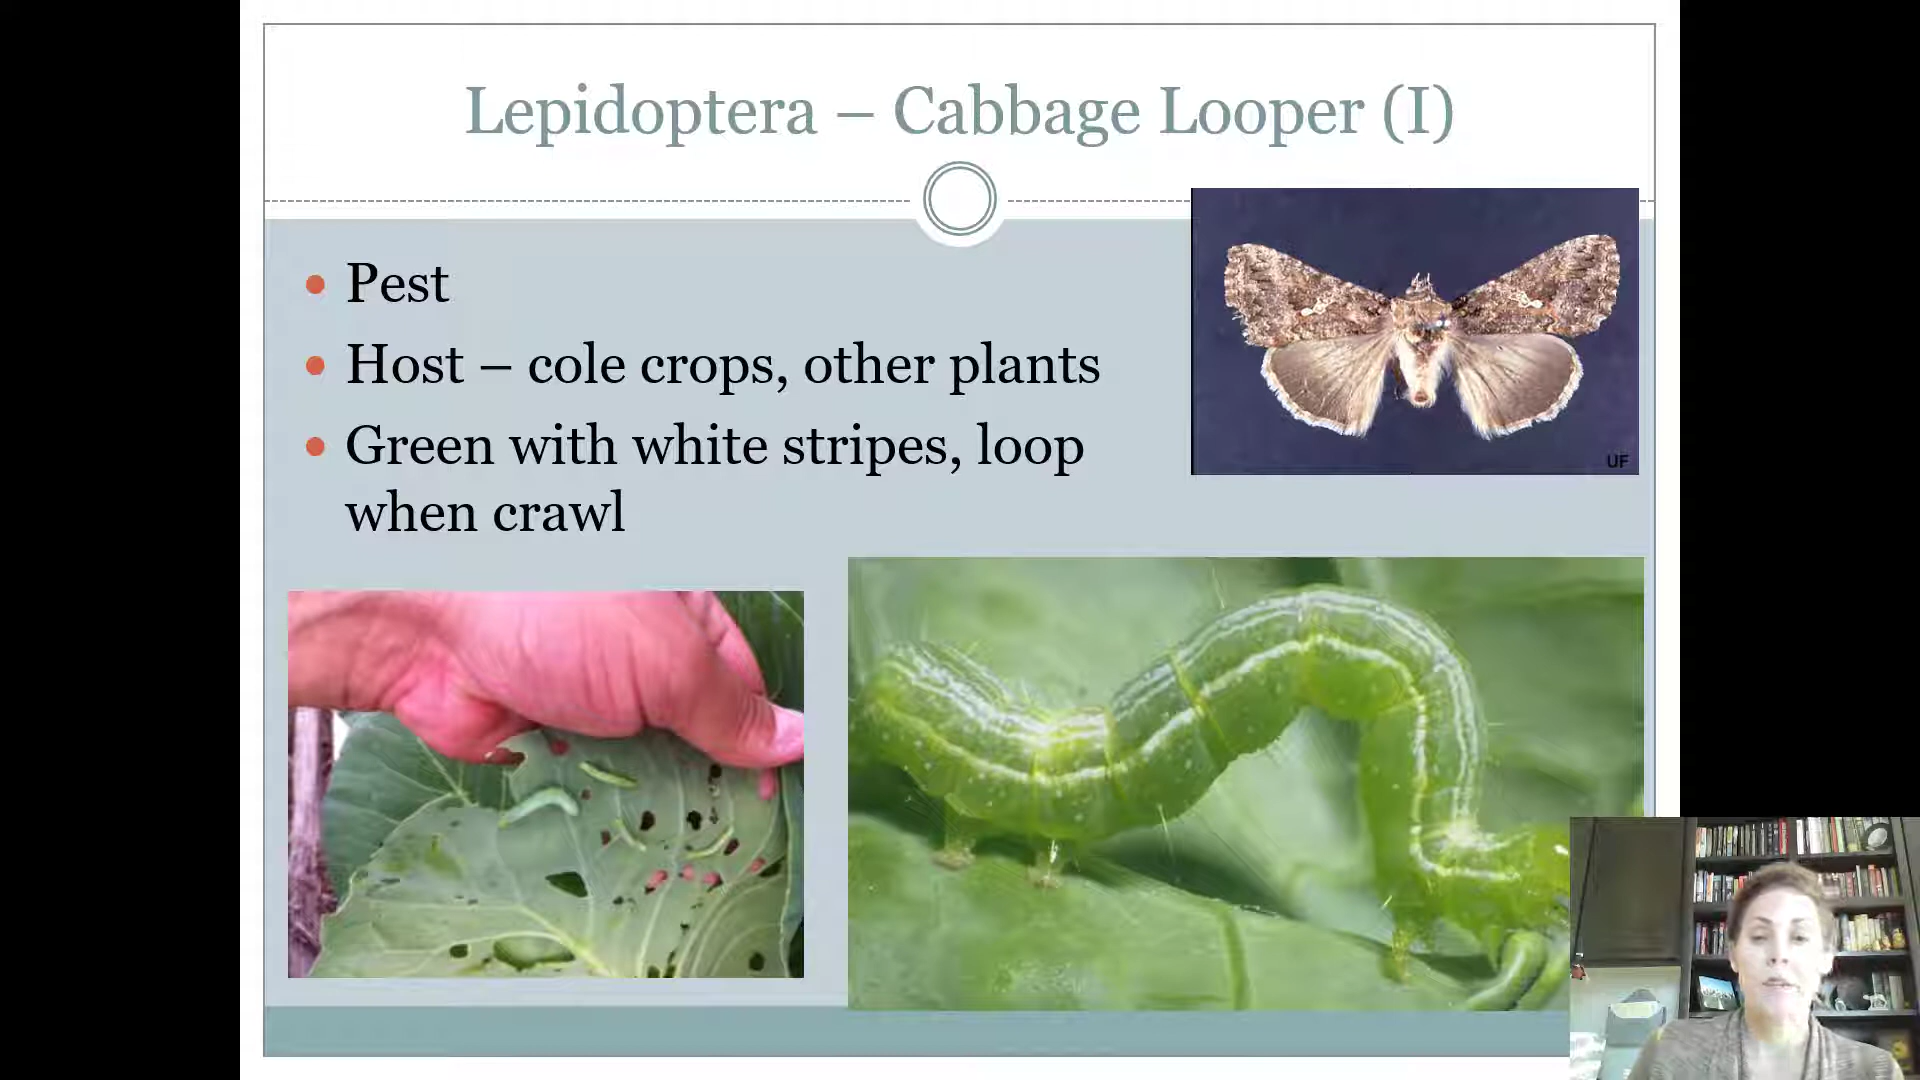 Lepidoptera – Cabbage Looper (I)
Pest
Host – cole crops, other plants
Green with white stripes, loop
when crawl
UF